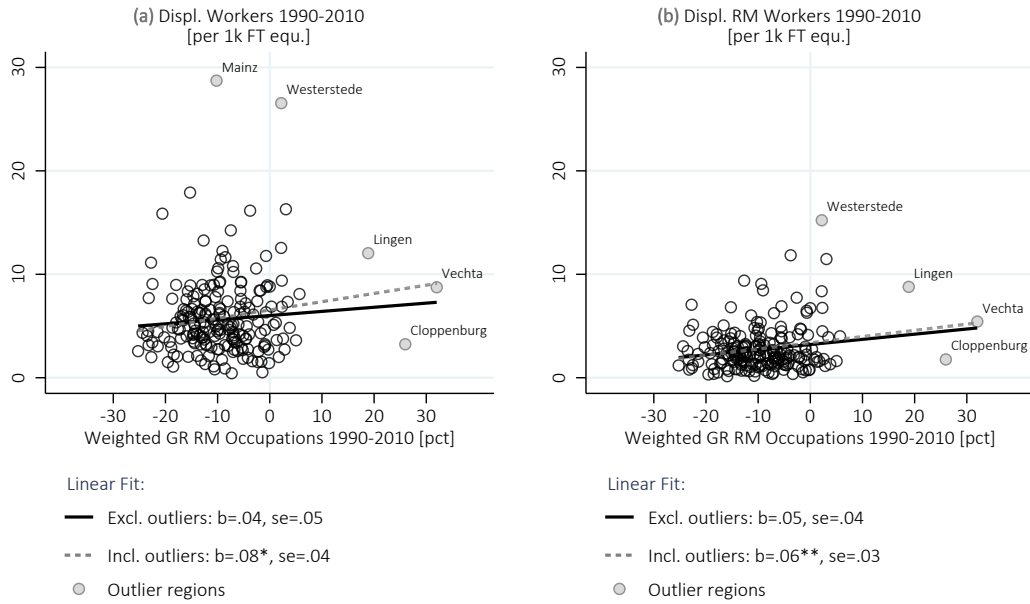 (a) Displ. Workers 1990-2010
[per 1k FT equ.]
30
20
10
0
Mainz
Westerstede
Lingen
Vechta
Cloppenburg
-30 -20 -10 0 10 20 30
Weighted GR RM Occupations 1990-2010 [pct]
Linear Fit:
Excl. outliers: b=.04, se=.05
Incl. outliers: b=.08*, se=.04
Outlier regions
(b) Displ. RM Workers 1990-2010
[per 1k FT equ.]
30
20
10
0
Westerstede
Lingen
Vechta
Cloppenburg
-30 -20 -10 0 10 20 30
Weighted GR RM Occupations 1990-2010 [pct]
Linear Fit:
Excl. outliers: b=.05, se=.04
Incl. outliers: b=.06**, se=.03
Outlier regions